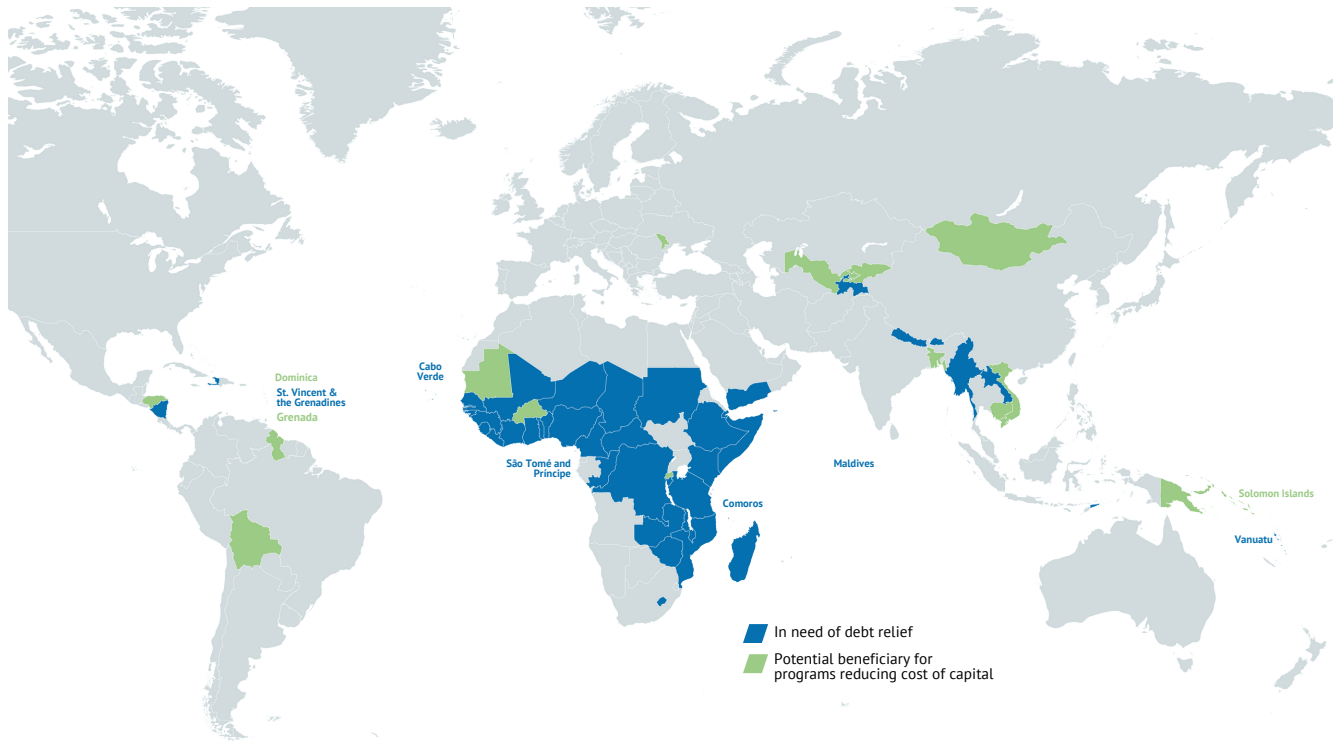 Cabo
Verde
Dominica
St. Vincent &
the Grenadines
Grenada
São Tomé and
Príncipe
Maldives
Comoros
Solomon Islands
Vanuatu
In need of debt relief
Potential beneficiary for
programs reducing cost of capital